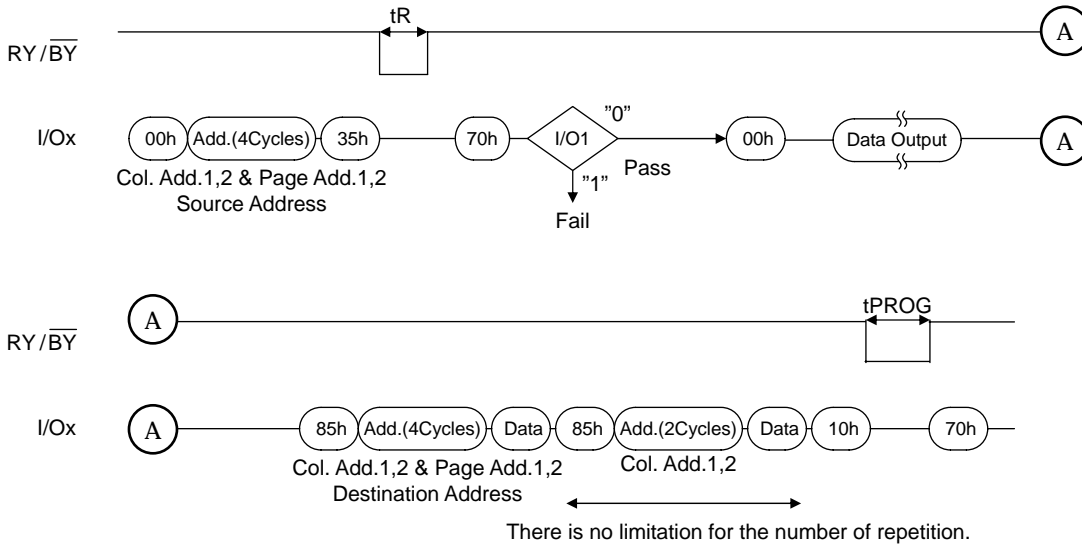 tR
RY/BY
A
I/Ox
00h Add.(4Cycles) 35h 70h I/O1 "0" 00h Data Output A
Pass
"1"
Col. Add.1,2 & Page Add.1,2
Source Address
Fail
A
tPROG
RY/BY
I/Ox
A 85h Add.(4Cycles) Data 85h Add.(2Cycles) Data 10h 70h
Col. Add.1,2 & Page Add.1,2 Col. Add.1,2
Destination Address
There is no limitation for the number of repetition.